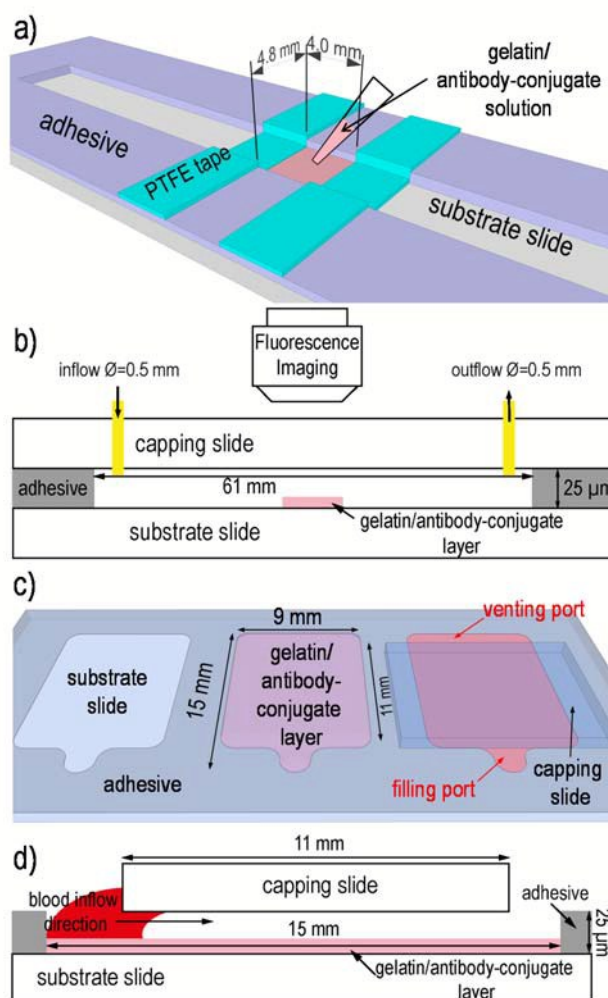 a)
4.8 mm
4.0 mm
gelatin/
antibody-conjugate
solution
adhesive
PTFE tape
substrate slide
b)
Fluorescence
Imaging
inflow Ø=0.5 mm
outflow Ø=0.5 mm
capping slide
adhesive
61 mm
25 µm
substrate slide
gelatin/antibody-conjugate
layer
c)
9 mm
venting port
substrate
slide
15 mm
gelatin/
antibody-
conjugate
layer
11 mm
adhesive
filling port
capping
slide
d)
11 mm
capping slide
blood inflow
direction
adhesive
15 mm
25 µm
substrate slide
gelatin/antibody-conjugate
layer